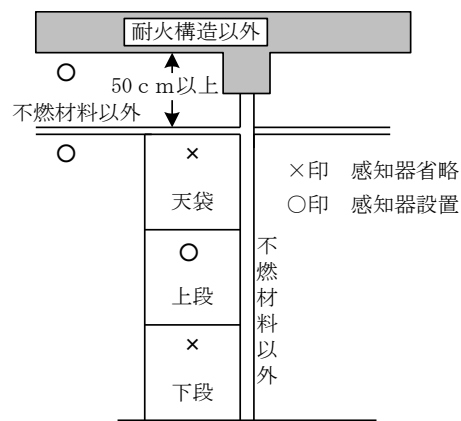 耐火構造以外
50ｃｍ以上
不燃材料以外
×
天袋
×印　感知器省略
○印　感知器設置
上段
不燃材料以外
×
下段